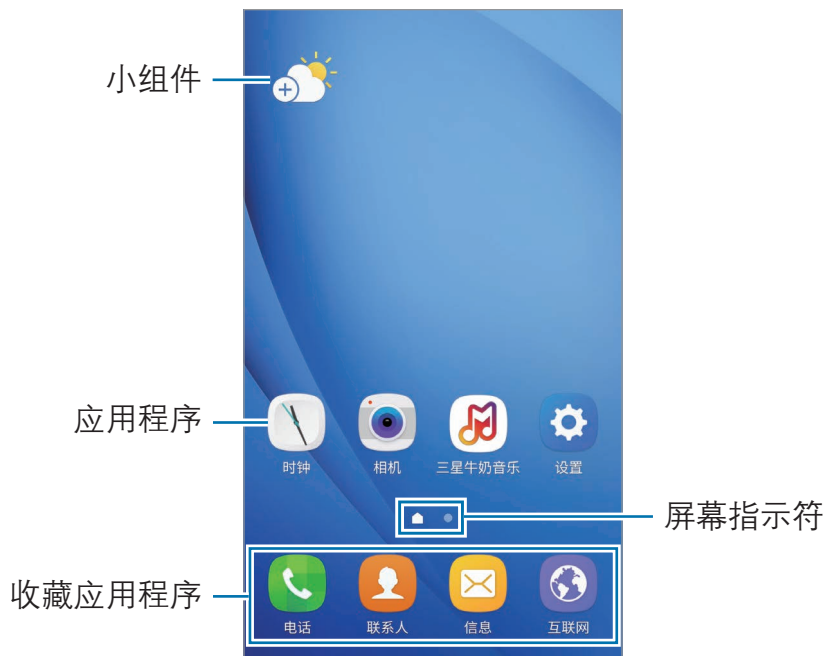 小组件
应用程序
时钟
相机
三星牛奶音乐
设置
屏幕指示符
收藏应用程序
电话
联系人
信息
互联网